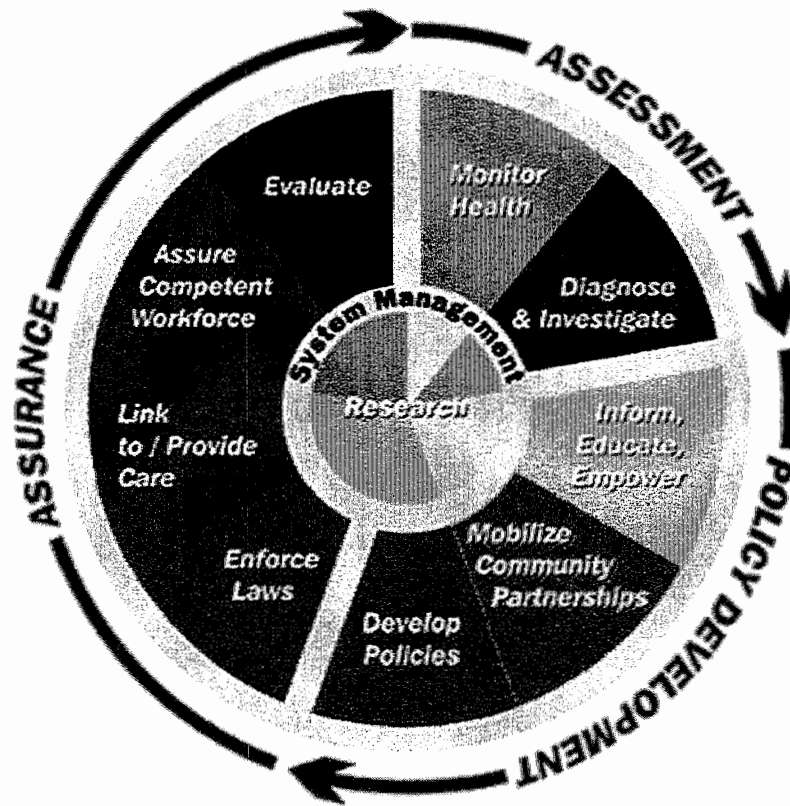 ASSESSMENT
Monitor
Health
Diagnose
& Investigate
Inform,
Educate,
Empower
POLICY DEVELOPMENT
Mobilize
Community
Partnerships
Develop
Policies
ASSURANCE
Enforce
Laws
Link
to / Provide
Care
Assure
Competent
Workforce
Evaluate
System Management
Research